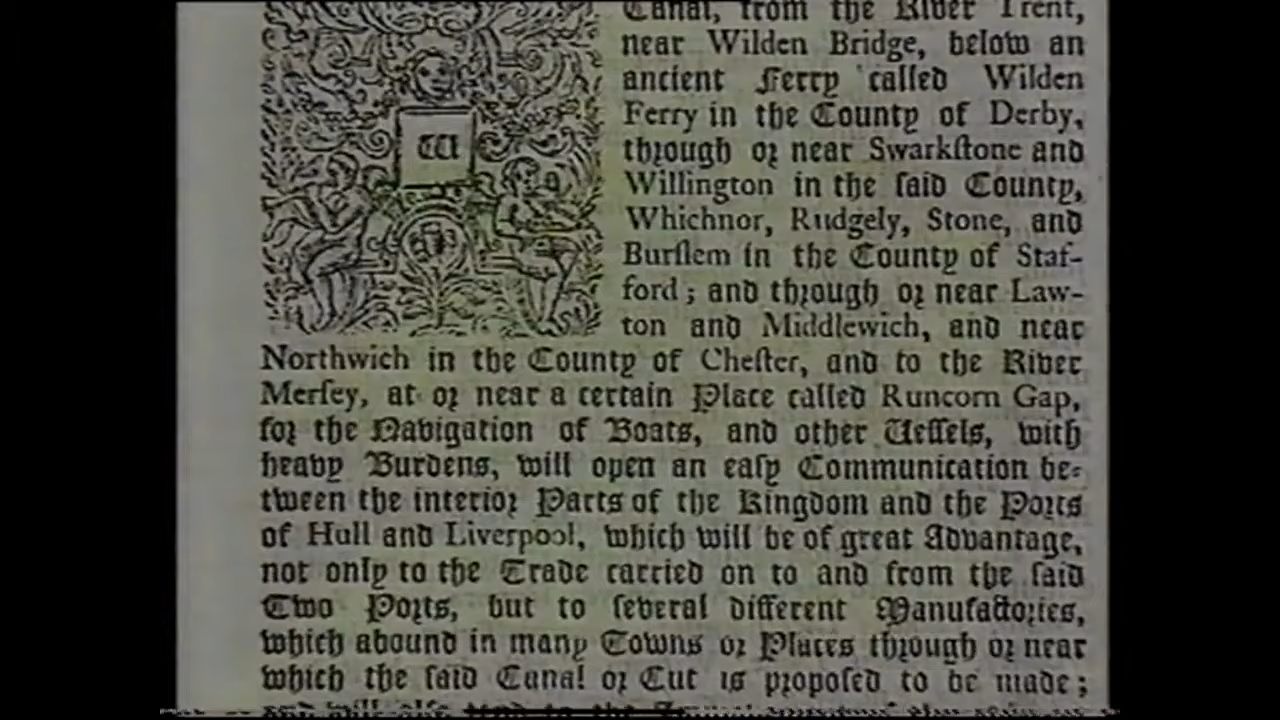 Canal, from the River Trent,
near Wilden Bridge, below an
ancient Ferry called Wilden
Ferry in the County of Derby,
through or near Swarkſtone and
W
Willington in the ſaid County,
Whichnor, Rudgely, Stone, and
Burſlem in the County of Staf-
ford; and through or near Law-
ton and Middlewich, and near
Northwich in the County of Cheſter, and to the River
Merſey, at or near a certain Place called Runcorn Gap,
for the Navigation of Boats, and other Veſſels, with
heavy Burdens, will open an eaſy Communication be-
tween the interior Parts of the Kingdom and the Ports
of Hull and Liverpool, which will be of great Advantage,
not only to the Trade carried on to and from the ſaid
Two Ports, but to ſeveral different Manufactories,
which abound in many Towns or Places through or near
which the ſaid Canal or Cut is propoſed to be made;
and will alſo tend to the